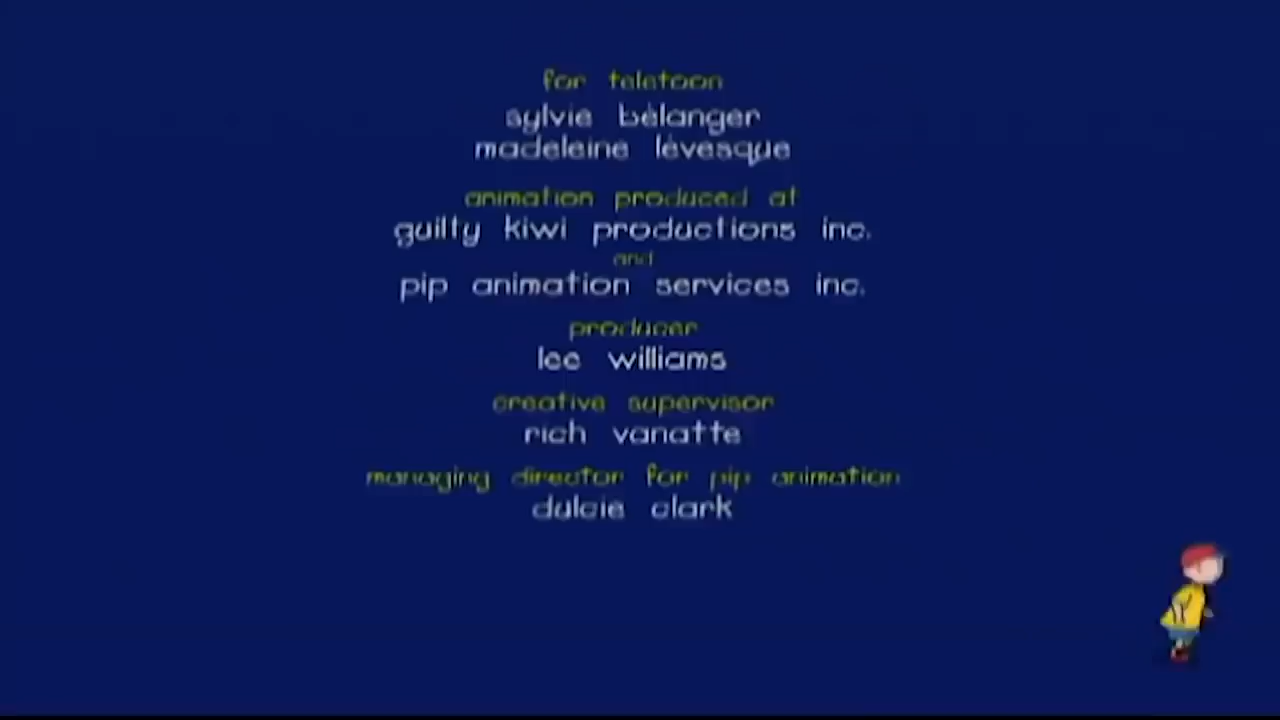 for teletoon
sylvie bélanger
madeleine lévesque
animation produced at
guilty kiwi productions inc.
and
pip animation services inc.
producer
lee williams
creative supervisor
rich vanatte
managing director for pip animation
dulcie clark